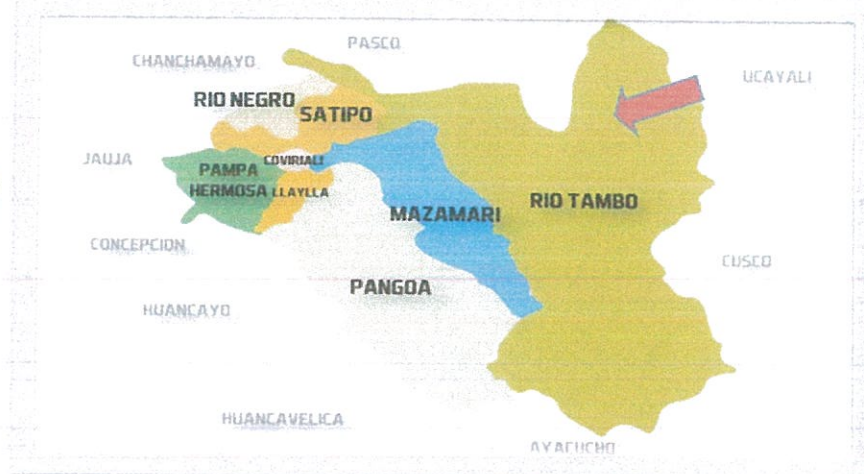 PASCO
CHANCHAMAYO
UCAYALI
RIO NEGRO
SATIPO
JAUJA
COVIRIALI
PAMPA
HERMOSA
LLAYLLA
RIO TAMBO
MAZAMARI
CONCEPCION
CUSCO
PANGOA
HUANCAYO
HUANCAVELICA
AYACUCHO